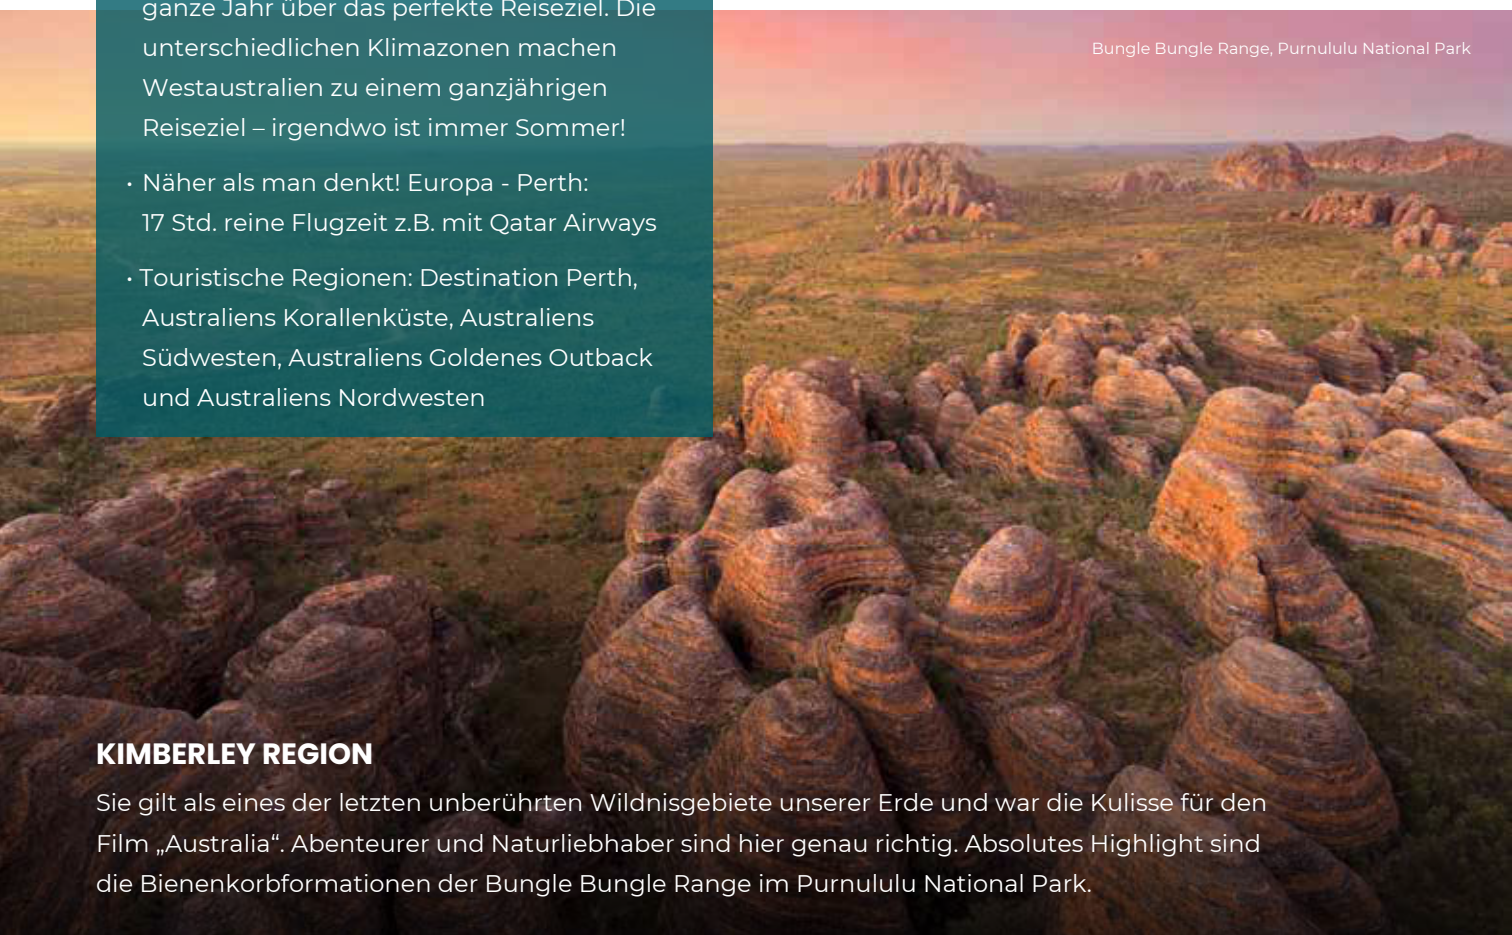 ganze Jahr über das perfekte Reiseziel. Die
unterschiedlichen Klimazonen machen
Westaustralien zu einem ganzjährigen
Reiseziel – irgendwo ist immer Sommer!
• Näher als man denkt! Europa - Perth:
17 Std. reine Flugzeit z.B. mit Qatar Airways
• Touristische Regionen: Destination Perth,
Australiens Korallenküste, Australiens
Südwesten, Australiens Goldenes Outback
und Australiens Nordwesten
Bungle Bungle Range, Purnululu National Park
KIMBERLEY REGION
Sie gilt als eines der letzten unberührten Wildnisgebiete unserer Erde und war die Kulisse für den
Film „Australia“. Abenteurer und Naturliebhaber sind hier genau richtig. Absolutes Highlight sind
die Bienenkorbformationen der Bungle Bungle Range im Purnululu National Park.